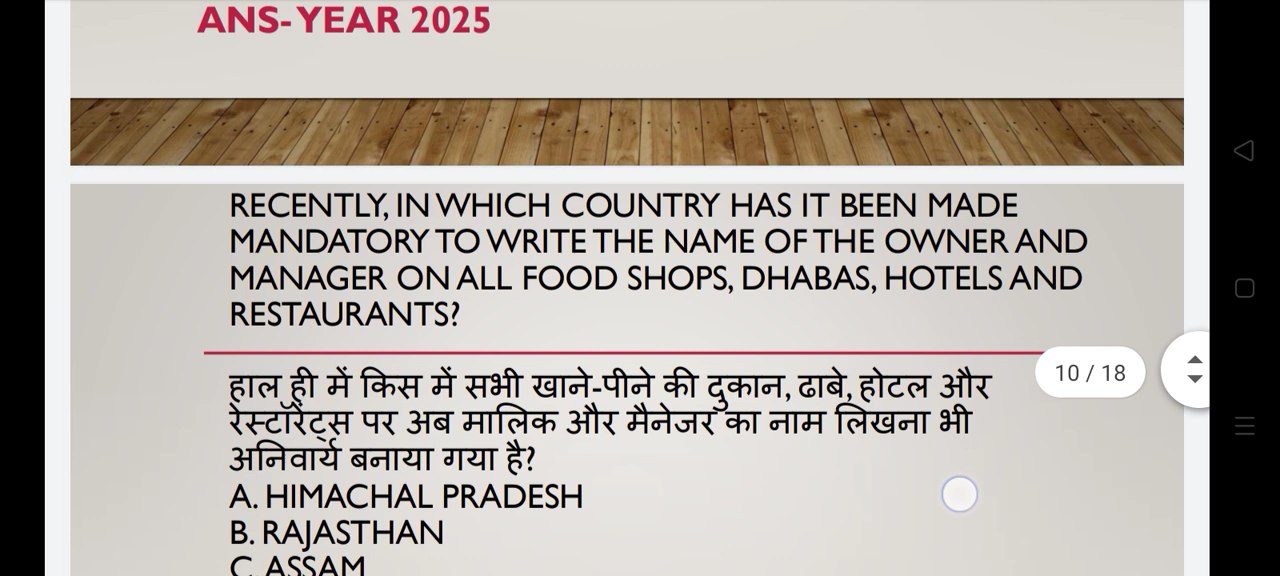 ANS- YEAR 2025
RECENTLY, IN WHICH COUNTRY HAS IT BEEN MADE
MANDATORY TO WRITE THE NAME OF THE OWNER AND
MANAGER ON ALL FOOD SHOPS, DHABAS, HOTELS AND
RESTAURANTS?
हाल ही में किस में सभी खाने-पीने की दुकान, ढाबे, होटल और
रेस्टॉरेंट्स पर अब मालिक और मैनेजर का नाम लिखना भी
अनिवार्य बनाया गया है?
10 / 18
A. HIMACHAL PRADESH
B. RAJASTHAN
C. ASSAM